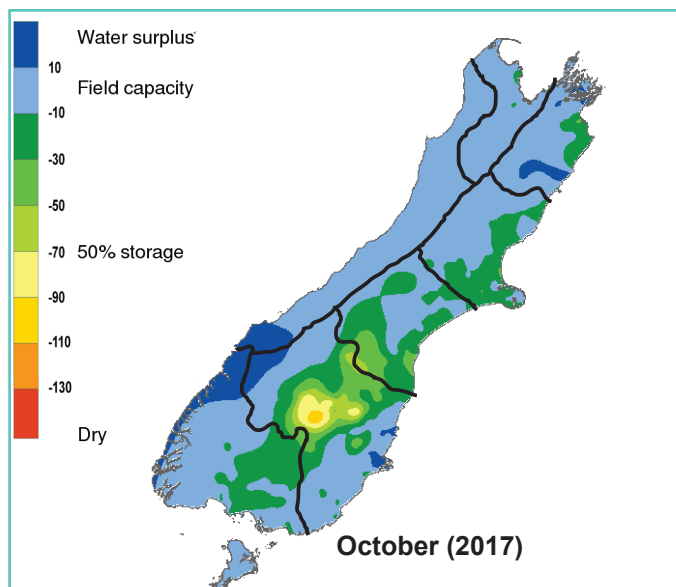 Water surplus
10
Field capacity
-10
-30
-50
50% storage
-70
-90
-110
-130
Dry
October (2017)